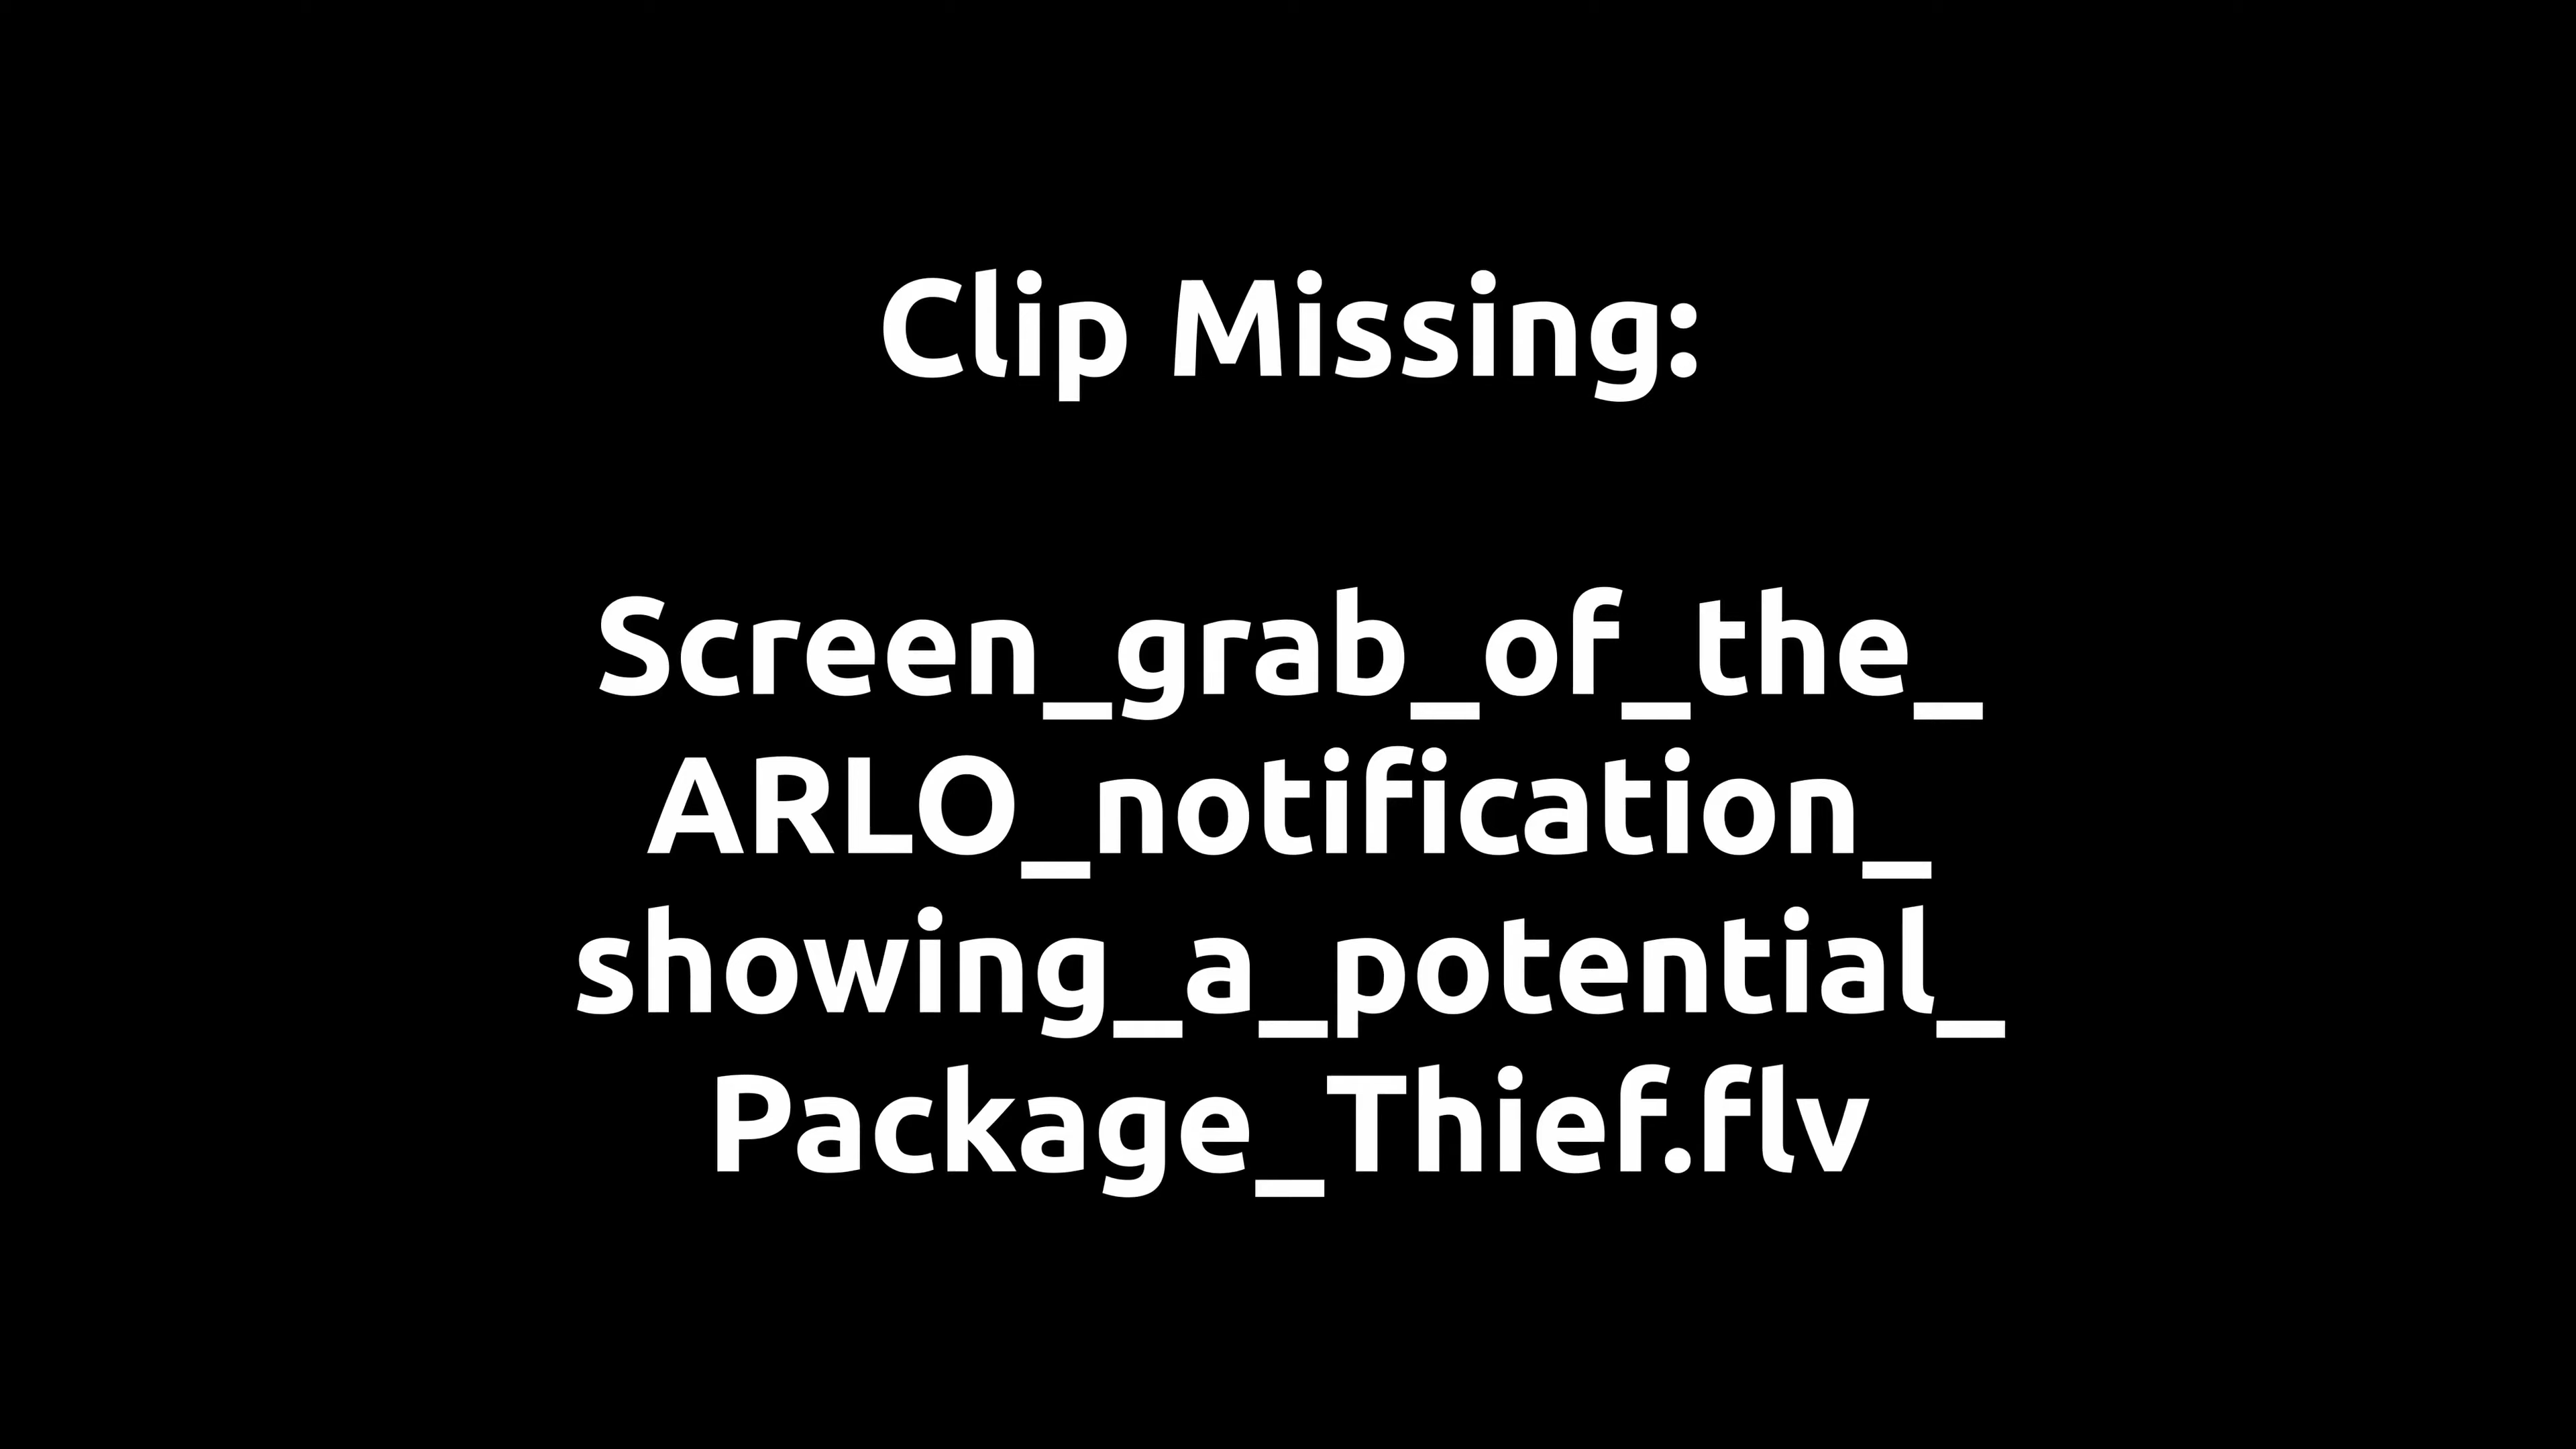 Clip Missing:
Screen_grab_of_the_
ARLO_notification_
showing_a_potential_
Package_Thief.flv